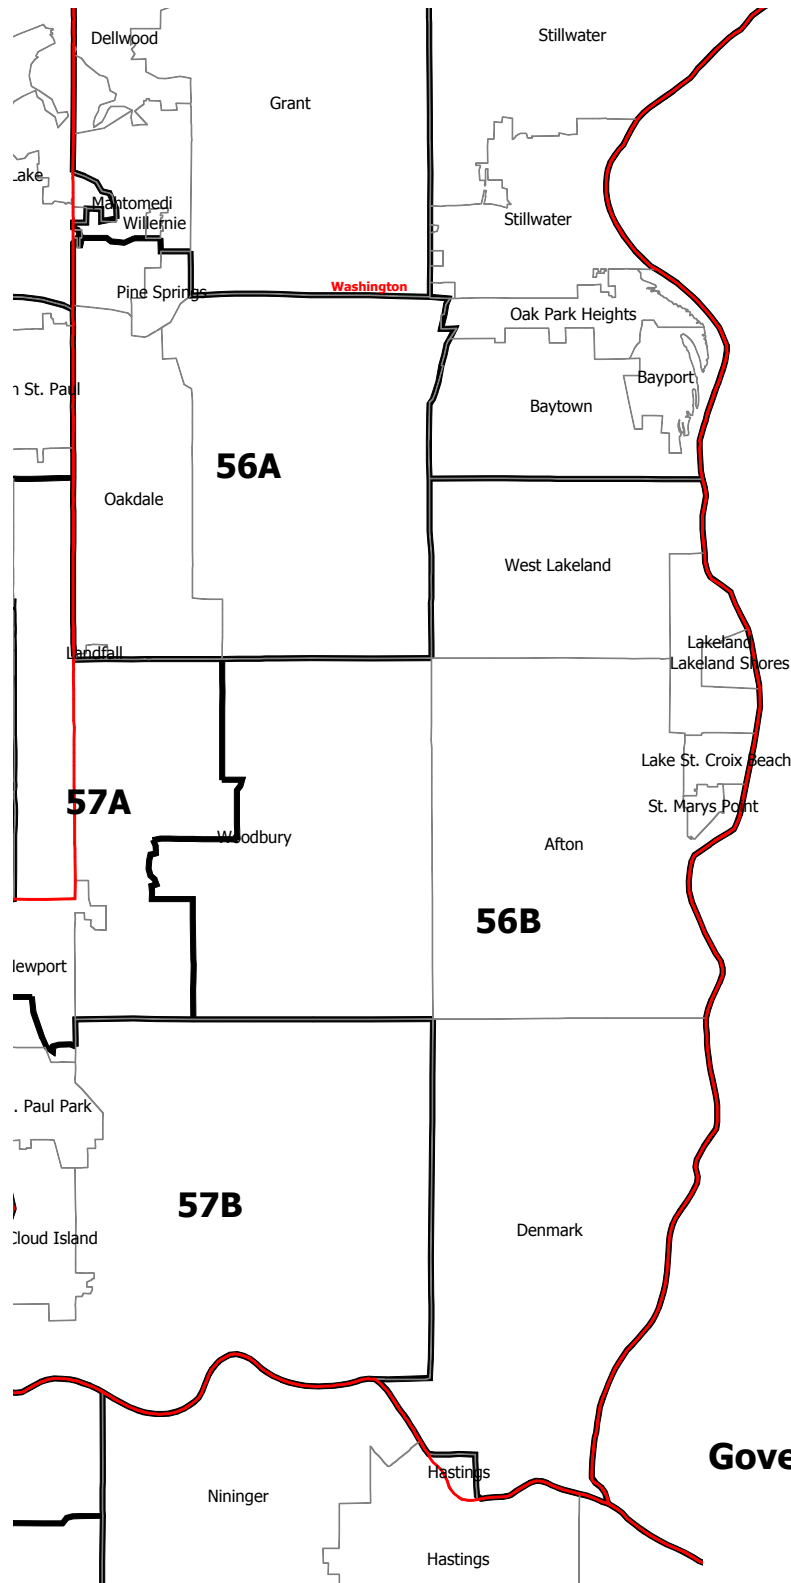 Stillwater
Dellwood
Grant
Lake
Mahtomedi
Stillwater
Willernie
Washington
Pine Springs
Oak Park Heights
Bayport
n St. Paul
Baytown
56A
Oakdale
West Lakeland
Lakeland
Landfall
Lakeland Shores
Lake St. Croix Beach
57A
St. Marys Point
Woodbury
Afton
56B
Newport
. Paul Park
57B
Denmark
Cloud Island
Gove
Hastings
Nininger
Hastings